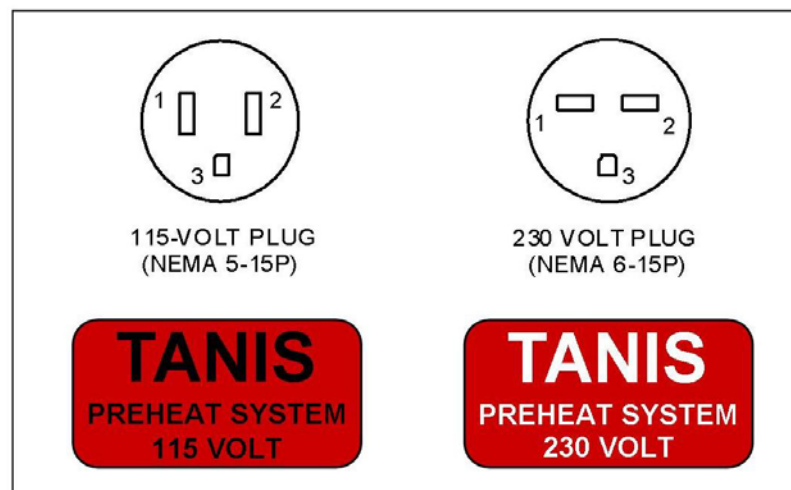 1
2
3
115-VOLT PLUG
(NEMA 5-15P)
TANIS
PREHEAT SYSTEM
115 VOLT
1
2
3
230 VOLT PLUG
(NEMA 6-15P)
TANIS
PREHEAT SYSTEM
230 VOLT